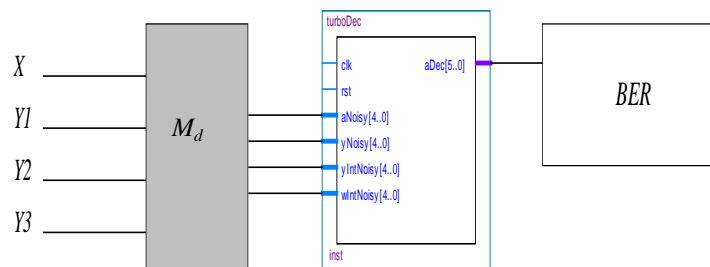 X
Y1
Y2
Y3
M_d
turboDec
clk
rst
aNoisy[4..0]
yNoisy[4..0]
yIntNoisy[4..0]
wIntNoisy[4..0]
aDec[5..0]
inst
BER